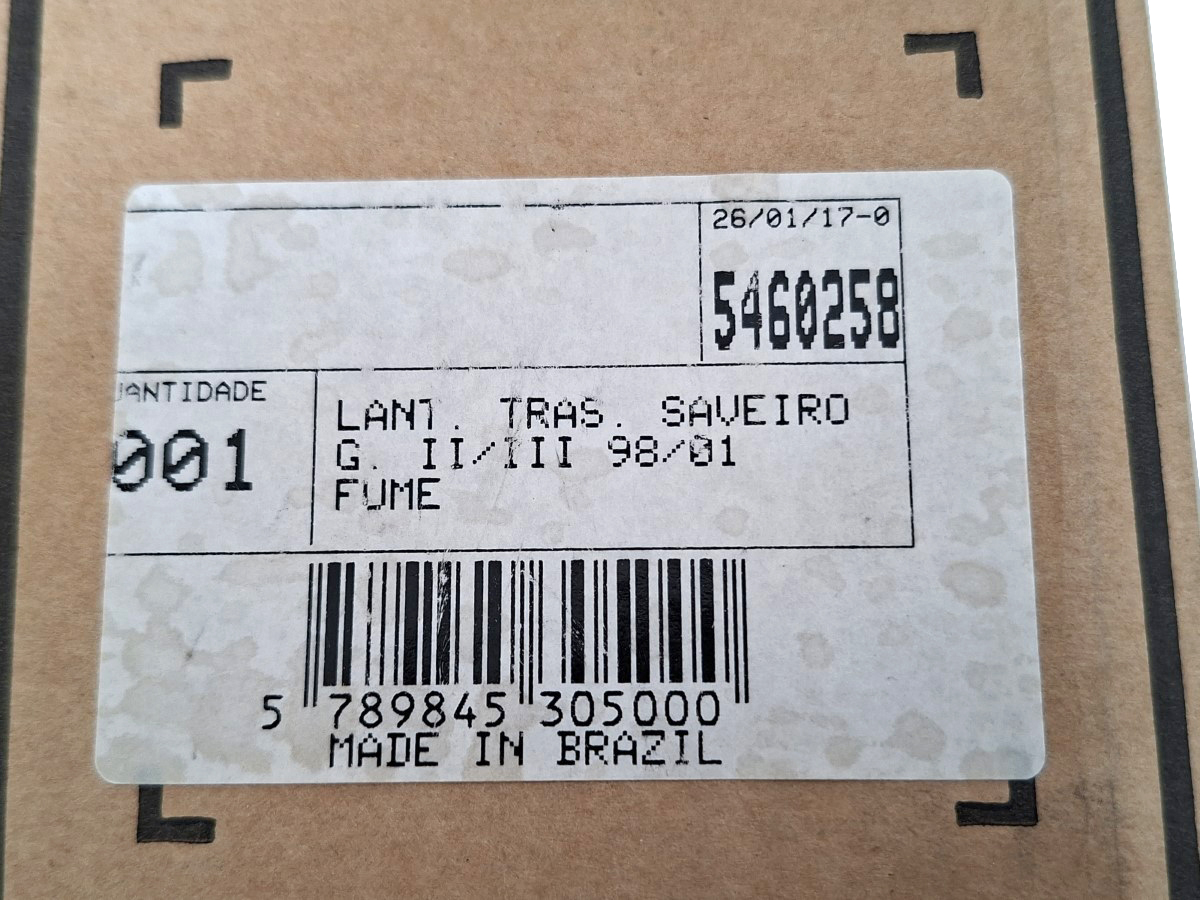 26/01/17-0
5460258
UANTIDADE
001
LANT. TRAS. SAVEIRO
G. II/III 98/01
FUME
5 789845 305000
MADE IN BRAZIL